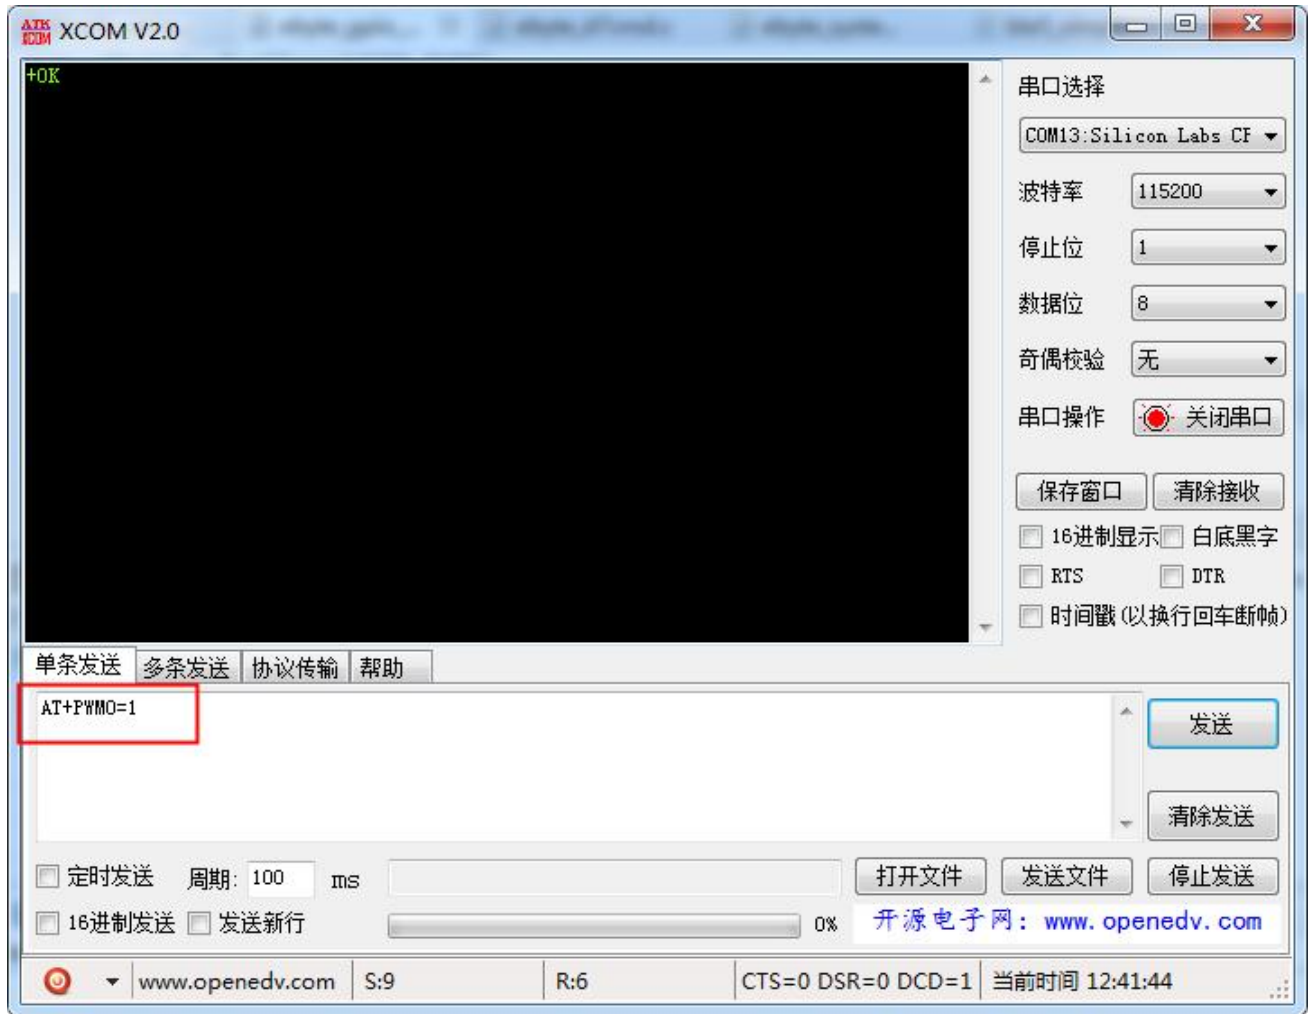 ATK XCOM XCOM V2.0
+OK
串口选择
COM13:Silicon Labs CP
波特率 115200
停止位 1
数据位 8
奇偶校验 无
串口操作 关闭串口
保存窗口 清除接收
16进制显示 白底黑字
RTS DTR
时间戳(以换行回车断帧)
单条发送 多条发送 协议传输 帮助
AT+PWMO=1
发送
清除发送
定时发送 周期: 100 ms 打开文件 发送文件 停止发送
16进制发送 发送新行 0% 开源电子网: www.openedv.com
www.openedv.com S:9 R:6 CTS=0 DSR=0 DCD=1 当前时间 12:41:44